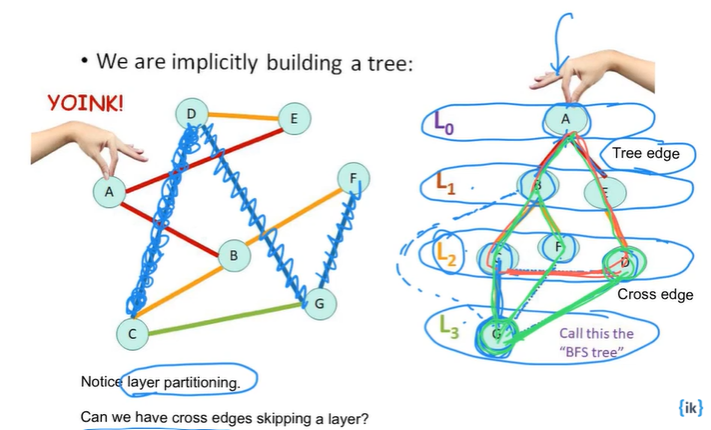 • We are implicitly building a tree:
YOINK!
D
E
A
F
B
G
C
Notice layer partitioning.
Can we have cross edges skipping a layer?
L0
A
Tree edge
L1
B
E
L2
F
D
Cross edge
L3
G
Call this the
"BFS tree"
{ik}